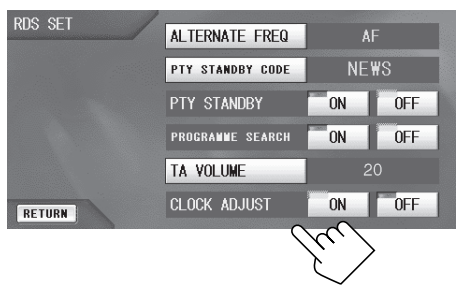 RDS SET
ALTERNATE FREQ AF
PTY STANDBY CODE NEWS
PTY STANDBY ON OFF
PROGRAMME SEARCH ON OFF
TA VOLUME 20
CLOCK ADJUST ON OFF
RETURN